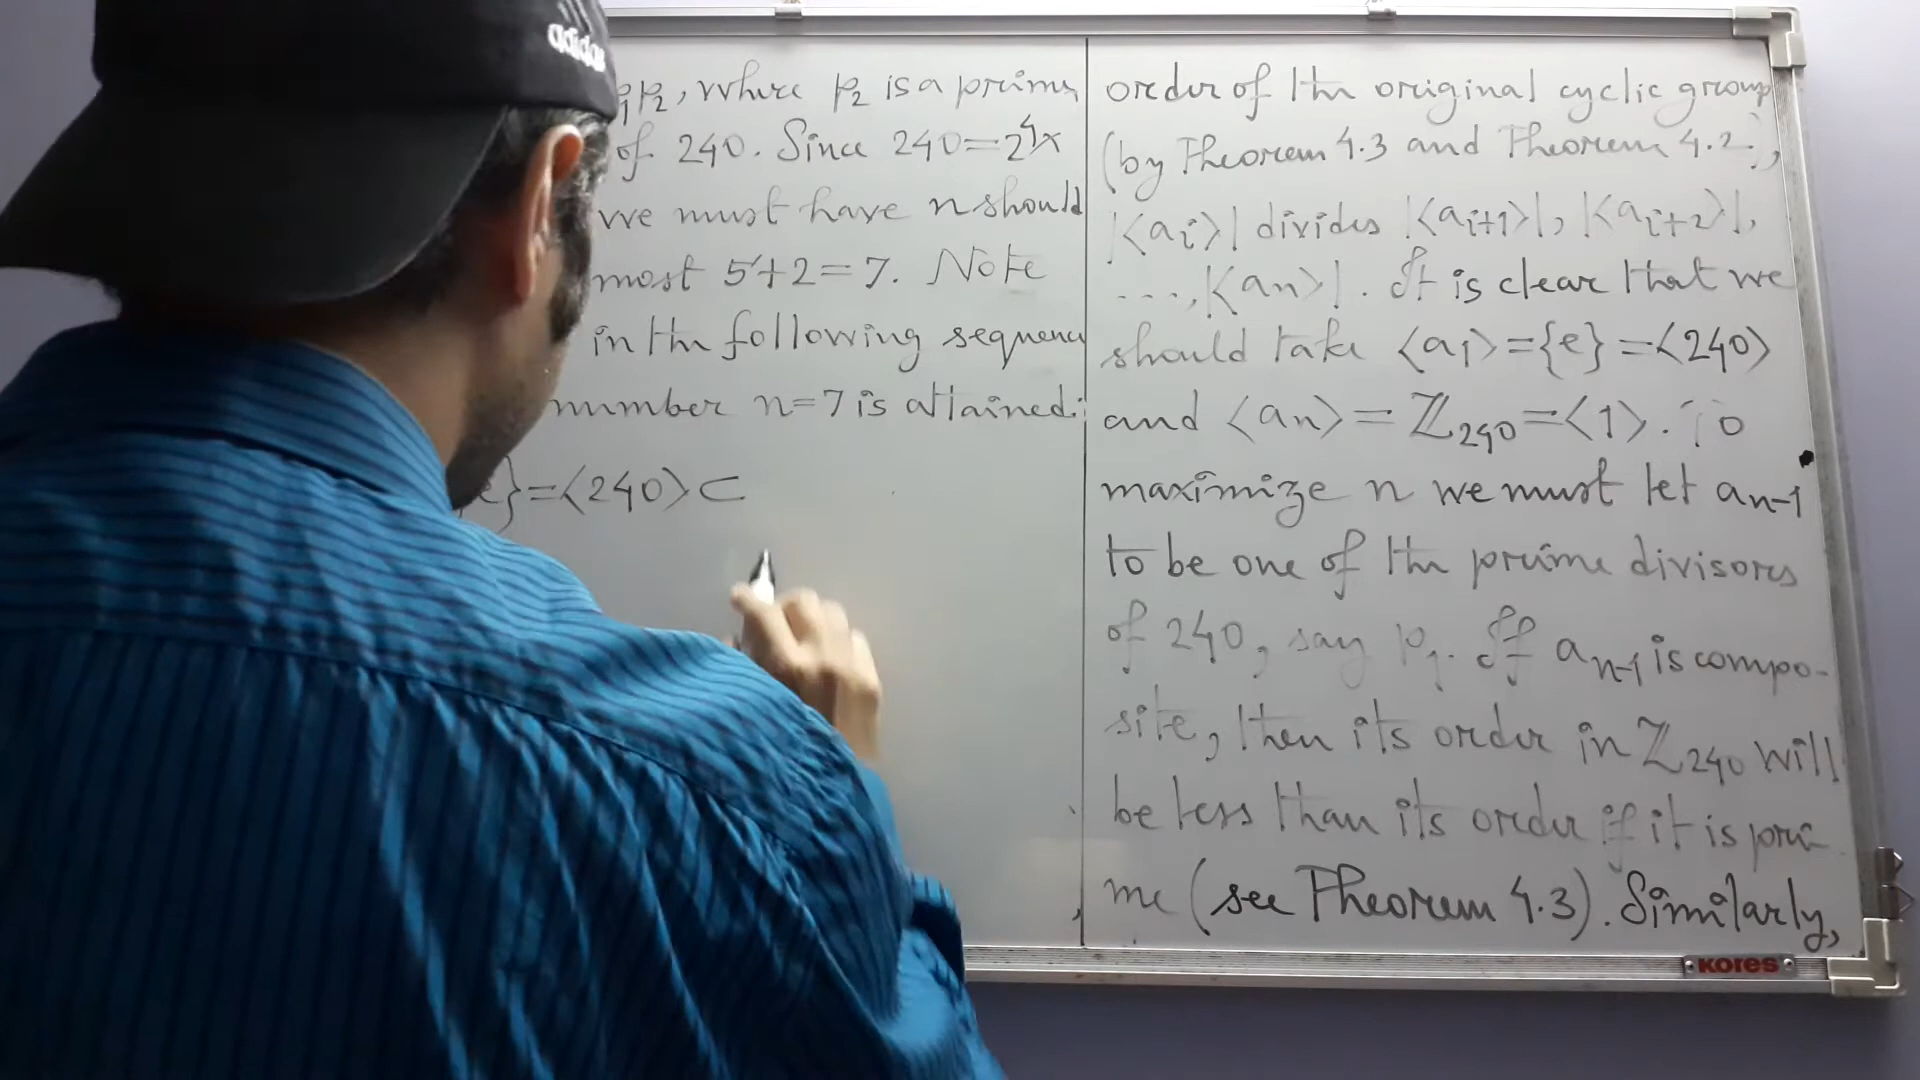 adidas
p₁p₂, where p₂ is a prime
of 240. Since 240=2⁴×
we must have n should
most 5+2=7. Note
in the following sequence
number n=7 is attained:
e}=⟨240⟩⊂
order of the original cyclic group
(by Theorem 4.3 and Theorem 4.2.),
|⟨aᵢ⟩| divides |⟨aᵢ₊₁⟩|, |⟨aᵢ₊₂⟩|,
..., |⟨an⟩|. It is clear that we
should take ⟨a₁⟩={e}=⟨240⟩
and ⟨an⟩=ℤ₂₄₀=⟨1⟩. To
maximize n we must let aₙ₋₁
to be one of the prime divisors
of 240, say p₁. If aₙ₋₁ is compo-
site, then its order in ℤ₂₄₀ will
be less than its order if it is pri-
me (see Theorem 4.3). Similarly,
KORES